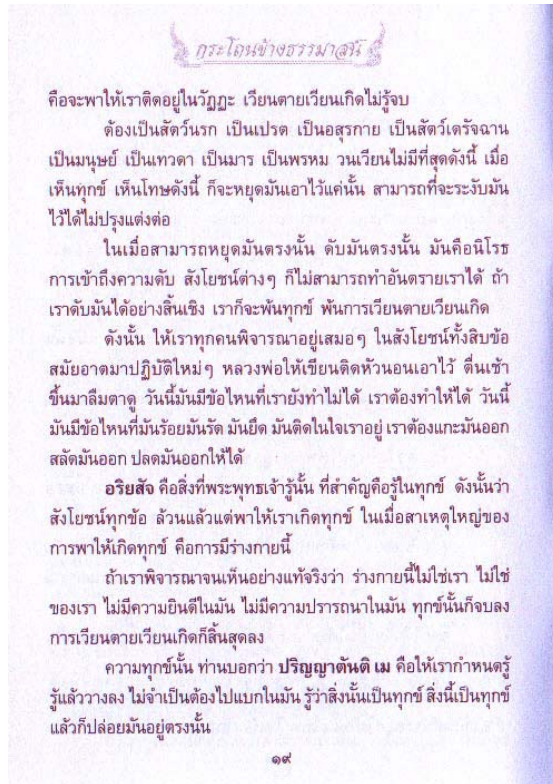 กระโถนข้างธรรมาสน์
คือจะพาให้เราติดอยู่ในวัฏฏะ เวียนตายเวียนเกิดไม่รู้จบ
ต้องเป็นสัตว์นรก เป็นเปรต เป็นอสุรกาย เป็นสัตว์เดรัจฉาน
เป็นมนุษย์ เป็นเทวดา เป็นมาร เป็นพรหม วนเวียนไม่มีที่สุดดังนี้ เมื่อ
เห็นทุกข์ เห็นโทษดังนี้ ก็จะหยุดมันเอาไว้แค่นั้น สามารถที่จะระงับมัน
ไว้ได้ไม่ปรุงแต่งต่อ
ในเมื่อสามารถหยุดมันตรงนั้น ดับมันตรงนั้น มันคือนิโรธ
การเข้าถึงความดับ สังโยชน์ต่างๆ ก็ไม่สามารถทำอันตรายเราได้ ถ้า
เราดับมันได้อย่างสิ้นเชิง เราก็จะพ้นทุกข์ พ้นการเวียนตายเวียนเกิด
ดังนั้น ให้เราทุกคนพิจารณาอยู่เสมอๆ ในสังโยชน์ทั้งสิบข้อ
สมัยอาตมาปฏิบัติใหม่ๆ หลวงพ่อให้เขียนติดหัวนอนเอาไว้ ตื่นเช้า
ขึ้นมาลืมตาดู วันนี้มันมีข้อไหนที่เรายังทำไม่ได้ เราต้องทำให้ได้ วันนี้
มันมีข้อไหนที่มันร้อยมันรัด มันยึด มันติดในใจเราอยู่ เราต้องแกะมันออก
สลัดมันออก ปลดมันออกให้ได้
อริยสัจ คือสิ่งที่พระพุทธเจ้ารู้นั้น ที่สำคัญคือรู้ในทุกข์ ดังนั้นว่า
สังโยชน์ทุกข้อ ล้วนแล้วแต่พาให้เราเกิดทุกข์ ในเมื่อสาเหตุใหญ่ของ
การพาให้เกิดทุกข์ คือการมีร่างกายนี้
ถ้าเราพิจารณาจนเห็นอย่างแท้จริงว่า ร่างกายนี้ไม่ใช่เรา ไม่ใช่
ของเรา ไม่มีความยินดีในมัน ไม่มีความปรารถนาในมัน ทุกข์นั้นก็จบลง
การเวียนตายเวียนเกิดก็สิ้นสุดลง
ความทุกข์นั้น ท่านบอกว่า ปริญญาตันติ เม คือให้เรากำหนดรู้
รู้แล้ววางลง ไม่จำเป็นต้องไปแบกในมัน รู้ว่าสิ่งนั้นเป็นทุกข์ สิ่งนี้เป็นทุกข์
แล้วก็ปล่อยมันอยู่ตรงนั้น
๑๙